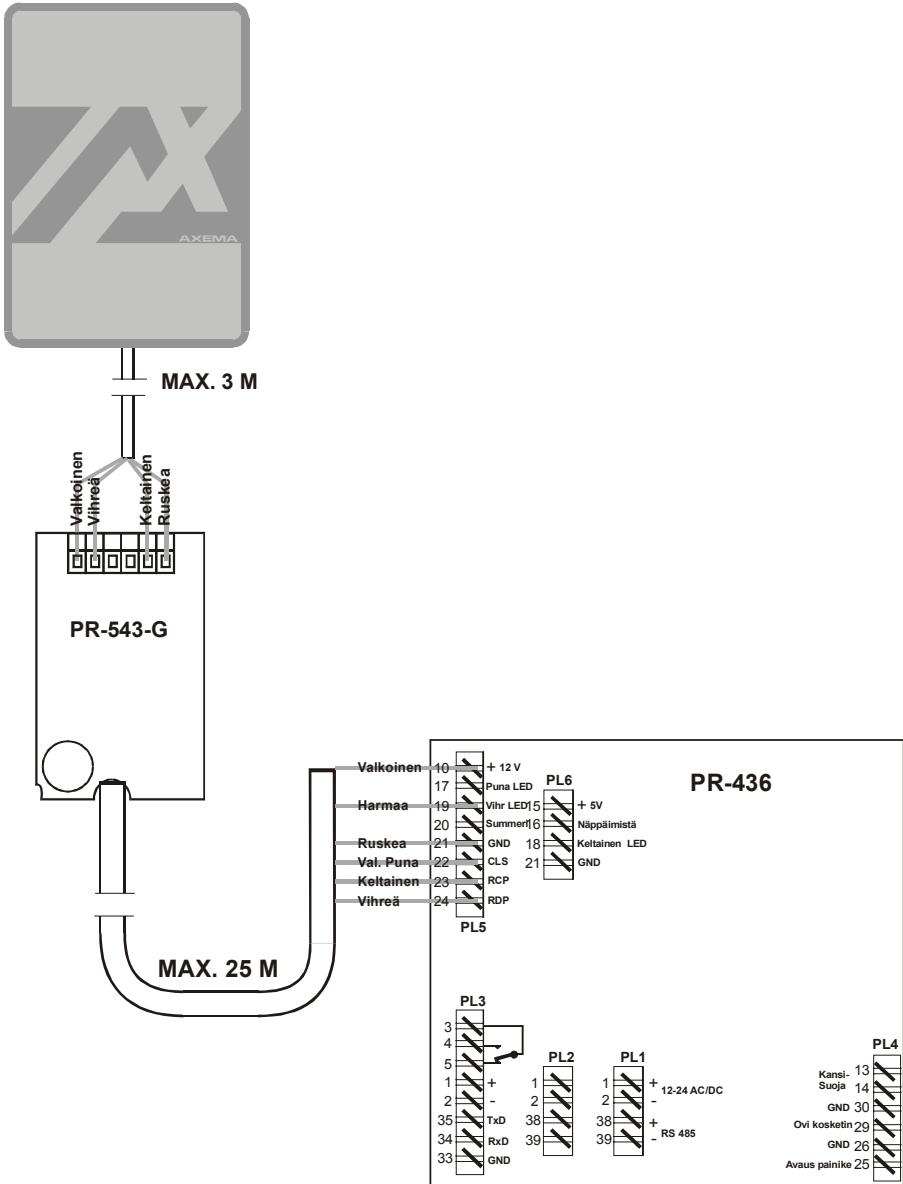 AXEMA
MAX. 3 M
Valkoinen
Vihreä
Keltainen
Ruskea
PR-543-G
MAX. 25 M
PR-436
Valkoinen 10 + 12 V
17 Puna LED
Harmaa 19 Vihr LED
20 Summeri
Ruskea 21 GND
Val. Puna 22 CLS
Keltainen 23 RCP
Vihreä 24 RDP
PL5
PL6
15 + 5V
16 Näppäimistä
18 Keltainen LED
21 GND
PL3
3
4
5
1 +
2 -
35 TxD
34 RxD
33 GND
PL2
1
2
38
39
PL1
1 + 12-24 AC/DC
2 -
38 + RS 485
39 -
PL4
Kansi- 13
Suoja 14
GND 30
Ovi kosketin 29
GND 26
Avaus painike 25